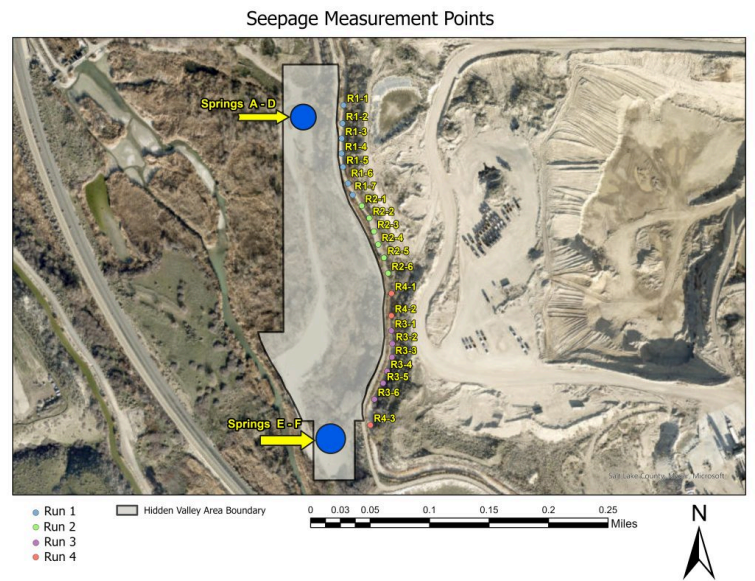 Seepage Measurement Points
Springs A - D
R1-1
R1-2
R1-3
R1-4
R1-5
R1-6
R1-7
R2-1
R2-2
R2-3
R2-4
R2-5
R2-6
R4-1
R4-2
R3-1
R3-2
R3-3
R3-4
R3-5
R3-6
R4-3
Springs E - F
Salt Lake County, Microsoft
Run 1
Run 2
Run 3
Run 4
Hidden Valley Area Boundary
0 0.03 0.05 0.1 0.15 0.2 0.25
Miles
N